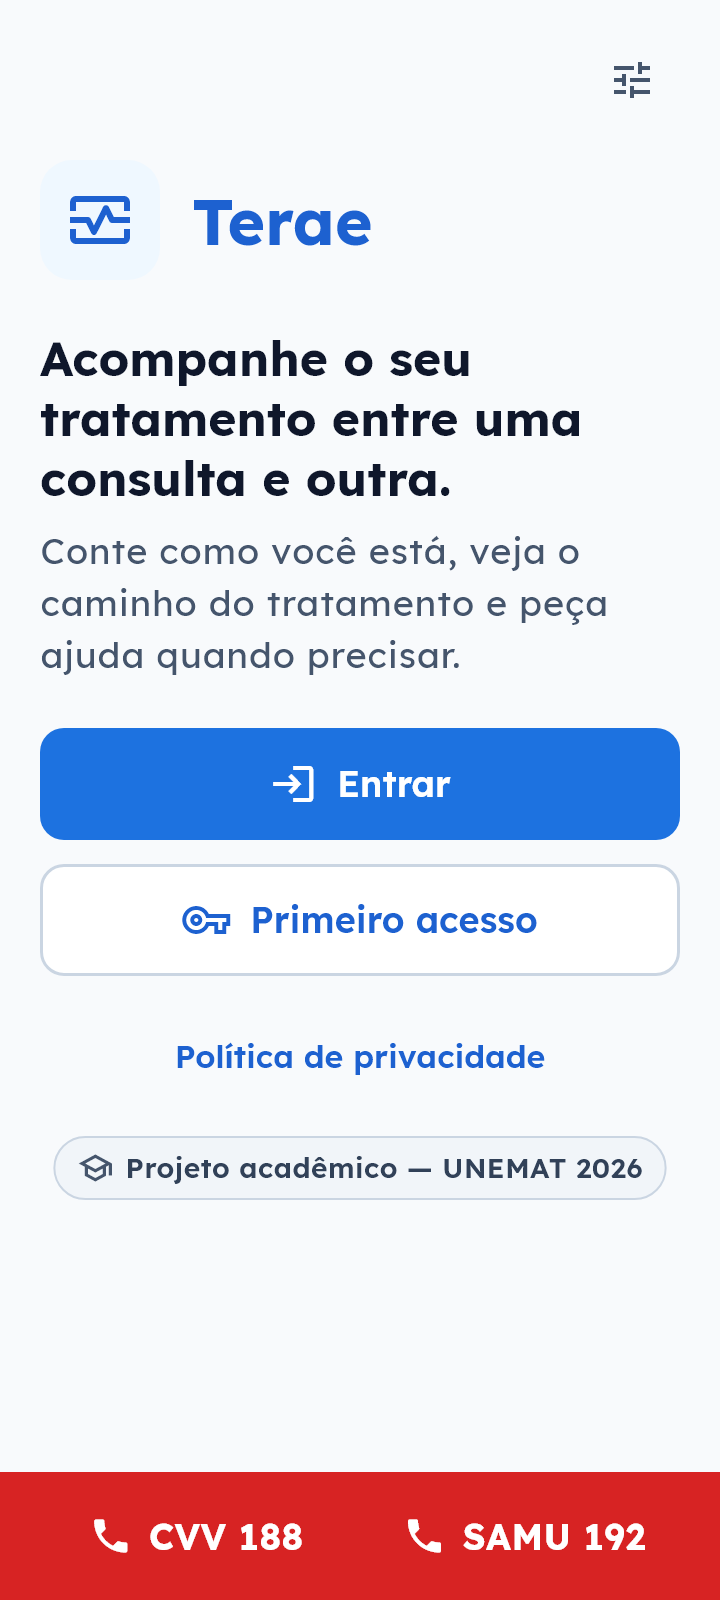 Terae
Acompanhe o seu
tratamento entre uma
consulta e outra.
Conte como você está, veja o
caminho do tratamento e peça
ajuda quando precisar.
Entrar
Primeiro acesso
Política de privacidade
Projeto acadêmico — UNEMAT 2026
CVV 188
SAMU 192